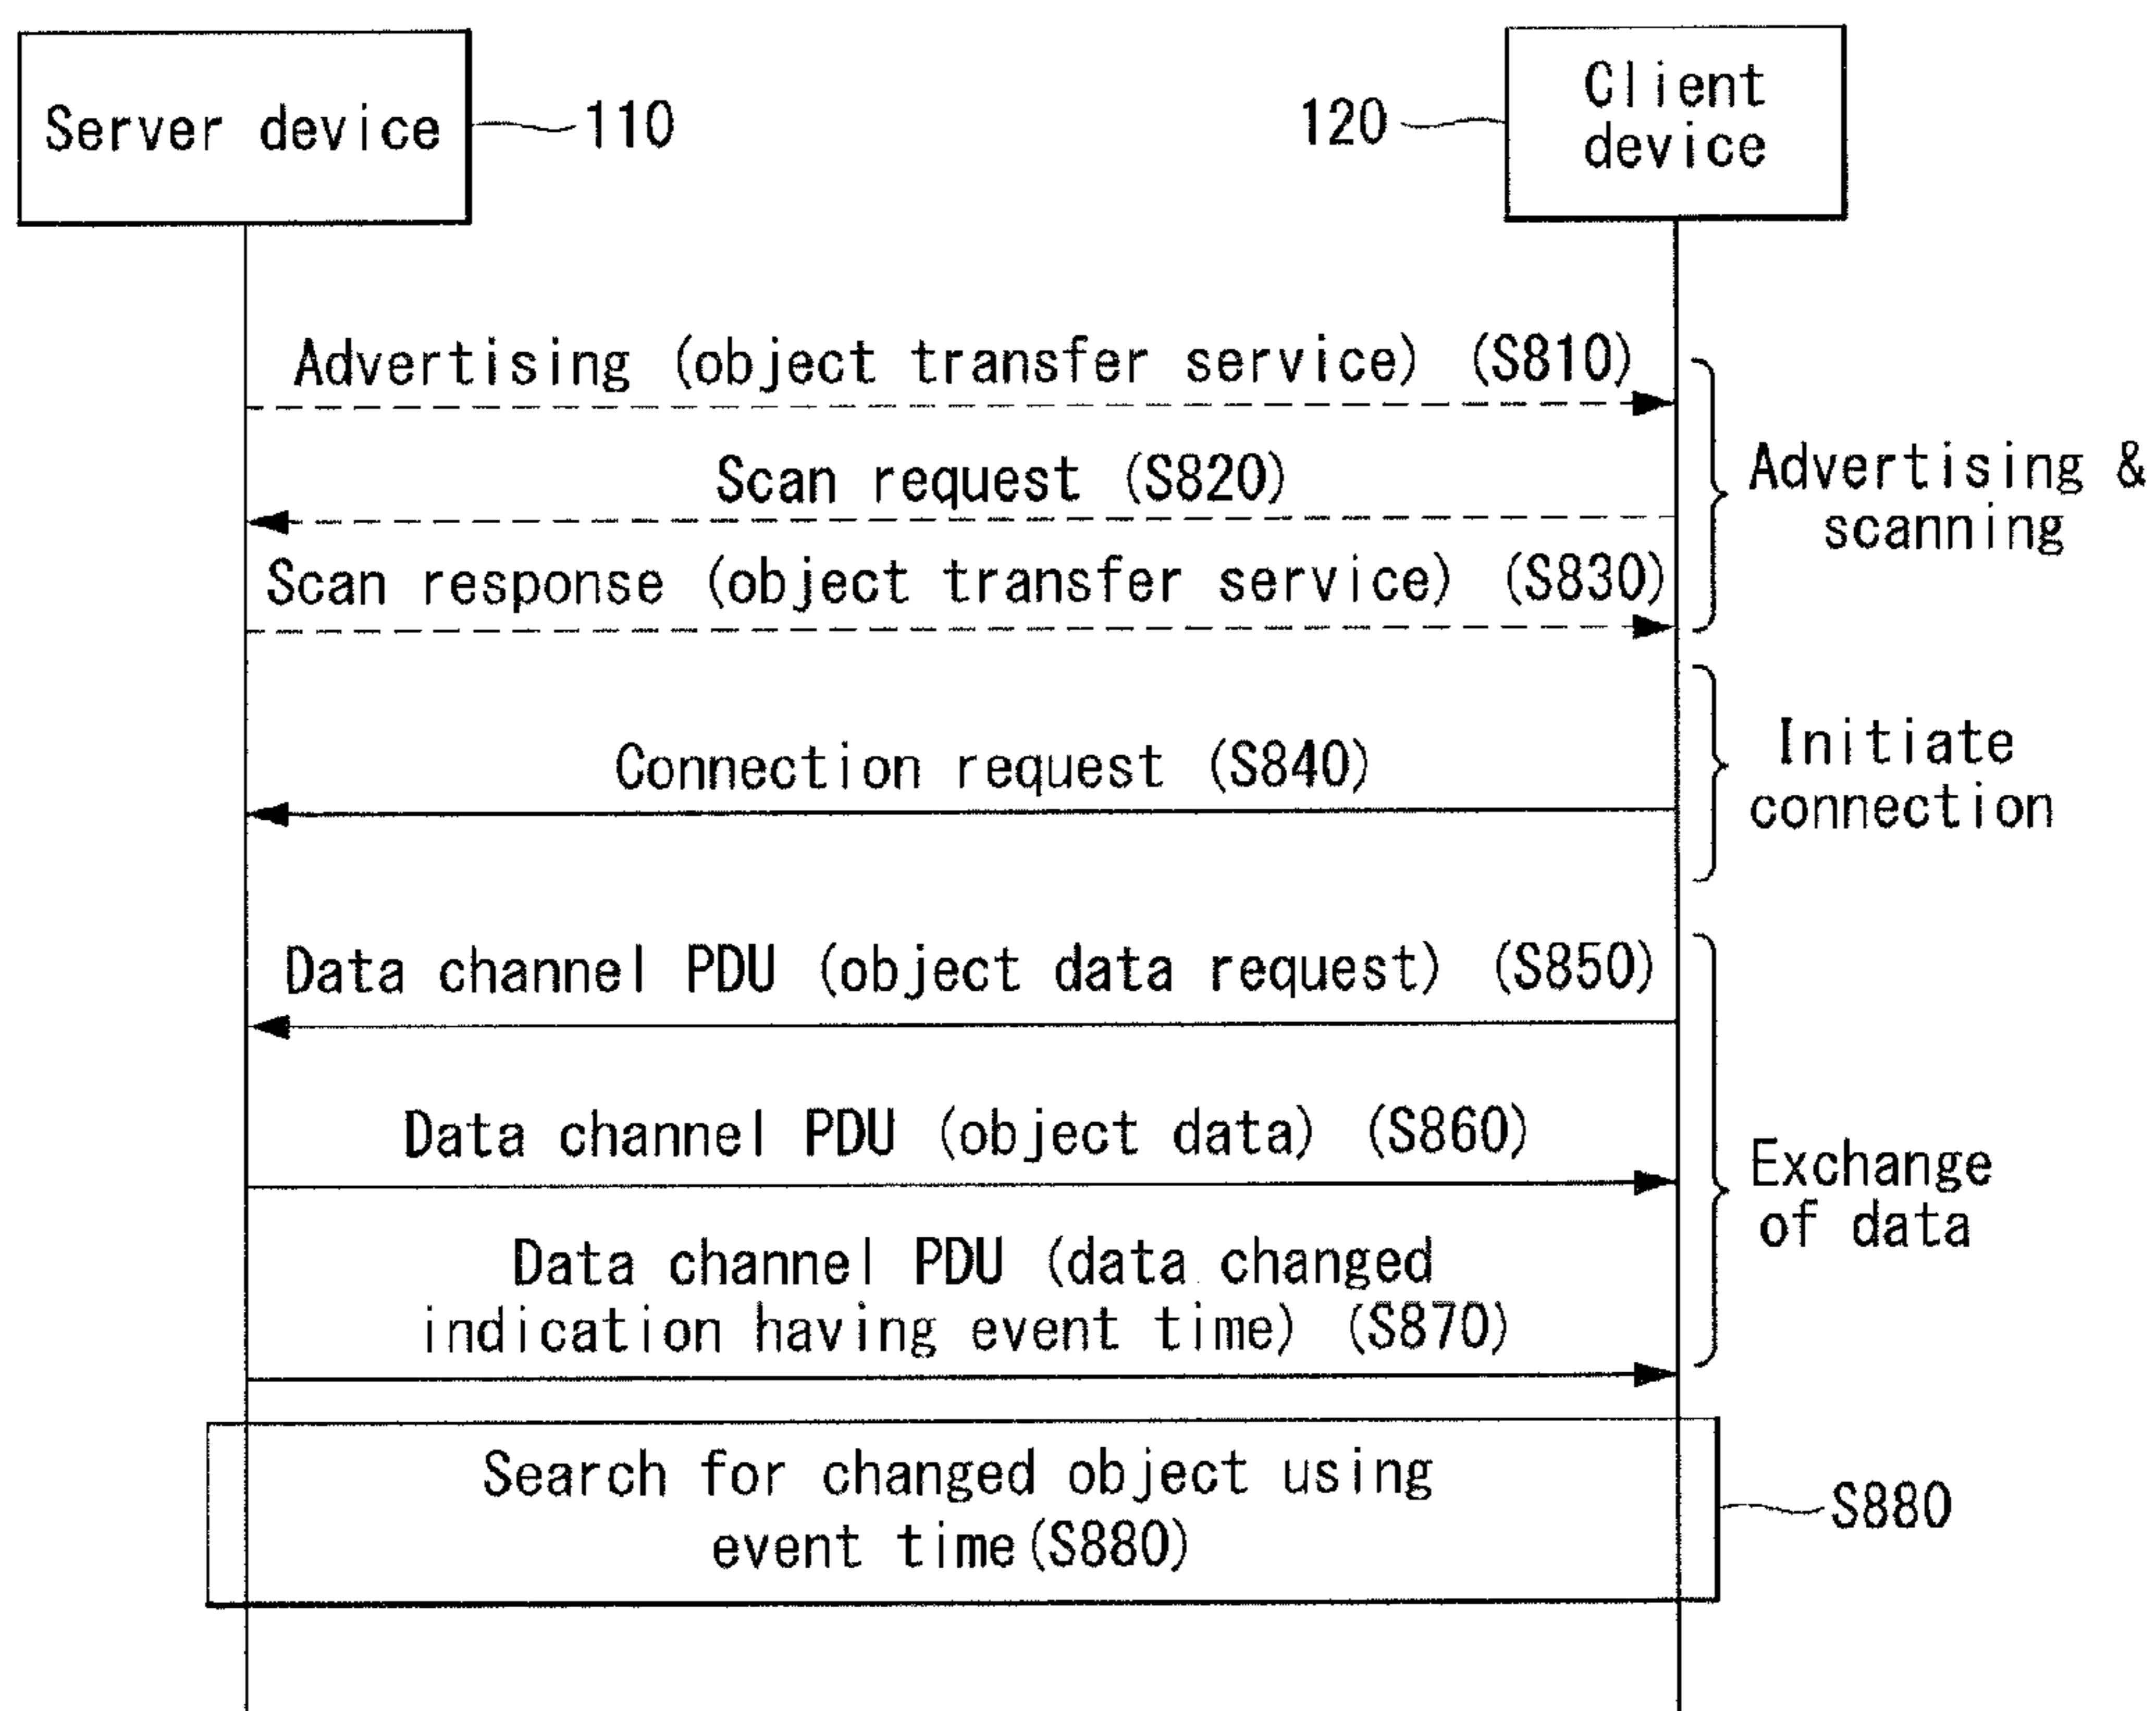 Server device
110
120
Client
device
Advertising (object transfer service) (S810)
Scan request (S820)
Advertising &
scanning
Scan response (object transfer service) (S830)
Connection request (S840)
Initiate
connection
Data channel PDU (object data request) (S850)
Data channel PDU (object data) (S860)
Exchange
of data
Data channel PDU (data changed
indication having event time) (S870)
Search for changed object using
event time(S880)
S880